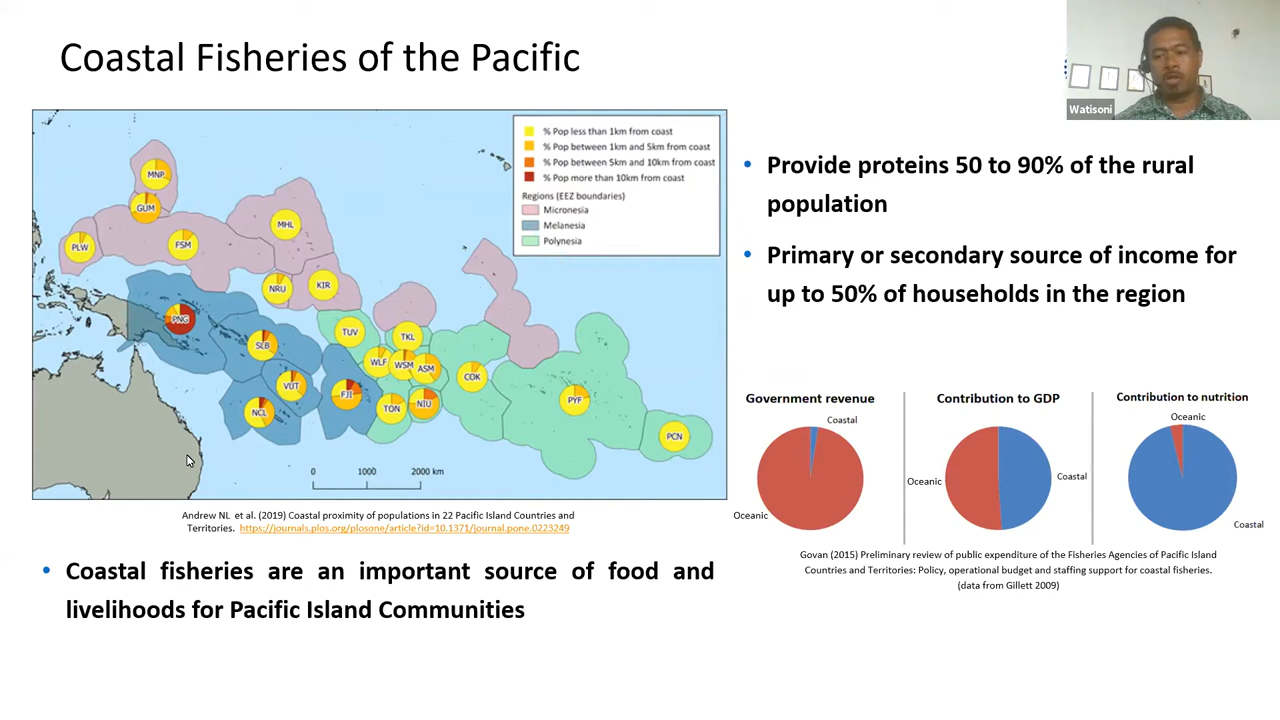 Coastal Fisheries of the Pacific
Watisoni
% Pop less than 1km from coast
% Pop between 1km and 5km from coast
% Pop between 5km and 10km from coast
% Pop more than 10km from coast
Regions (EEZ boundaries)
Micronesia
Melanesia
Polynesia
MNP
GUM
PLW
FSM
MHL
NRU
KIR
PNG
SLB
TUV
TKL
WLF
WSM
ASM
COK
VUT
FJI
NCL
TON
NIU
PYF
PCN
0 1000 2000 km
Andrew NL et al. (2019) Coastal proximity of populations in 22 Pacific Island Countries and
Territories. https://journals.plos.org/plosone/article?id=10.1371/journal.pone.0223249
• Coastal fisheries are an important source of food and
livelihoods for Pacific Island Communities
• Provide proteins 50 to 90% of the rural
population
• Primary or secondary source of income for
up to 50% of households in the region
Government revenue
Coastal
Oceanic
Contribution to GDP
Oceanic
Coastal
Contribution to nutrition
Oceanic
Coastal
Govan (2015) Preliminary review of public expenditure of the Fisheries Agencies of Pacific Island
Countries and Territories: Policy, operational budget and staffing support for coastal fisheries.
(data from Gillett 2009)